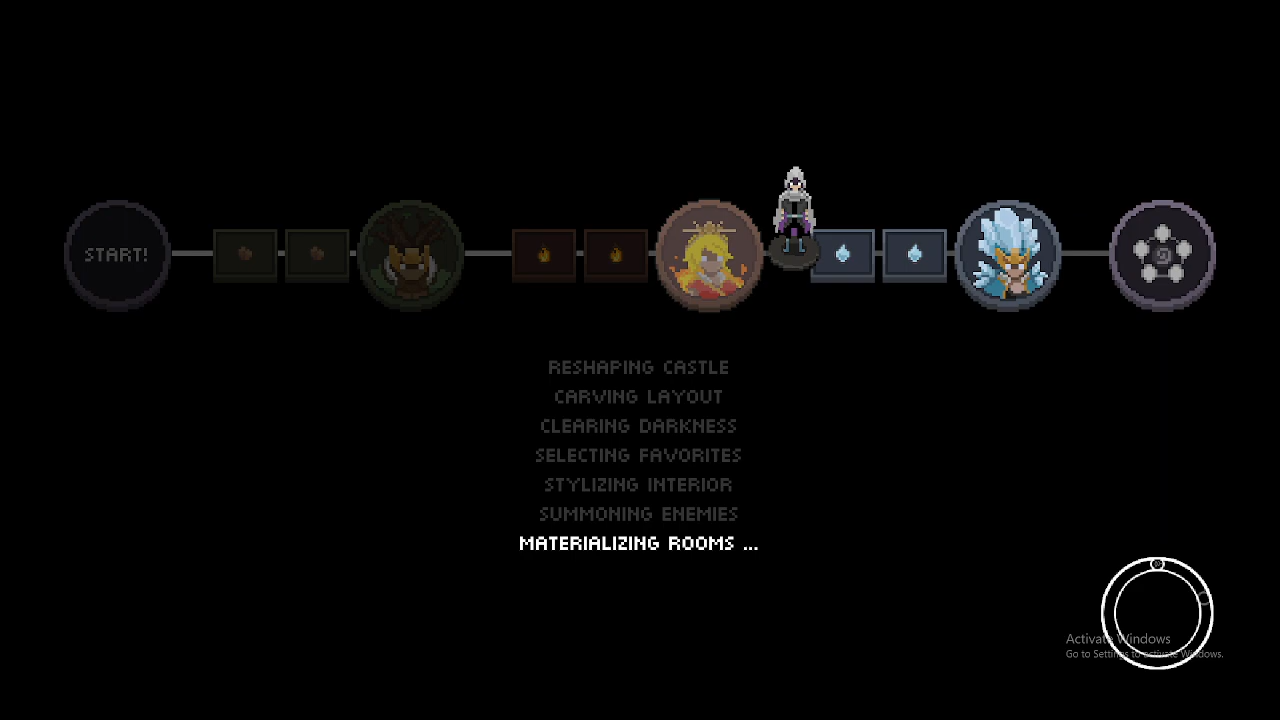 START!
RESHAPING CASTLE
CARVING LAYOUT
CLEARING DARKNESS
SELECTING FAVORITES
STYLIZING INTERIOR
SUMMONING ENEMIES
MATERIALIZING ROOMS ...
Activate Windows
Go to Settings to activate Windows.